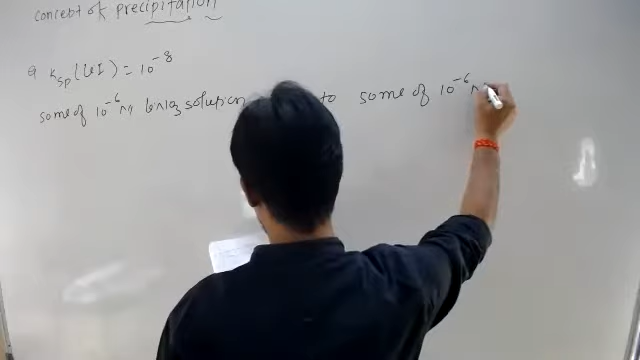 concept of precipitation
Q Ksp(CuI) = 10^-8
some of 10^-6 M solution to some of 10^-6 M